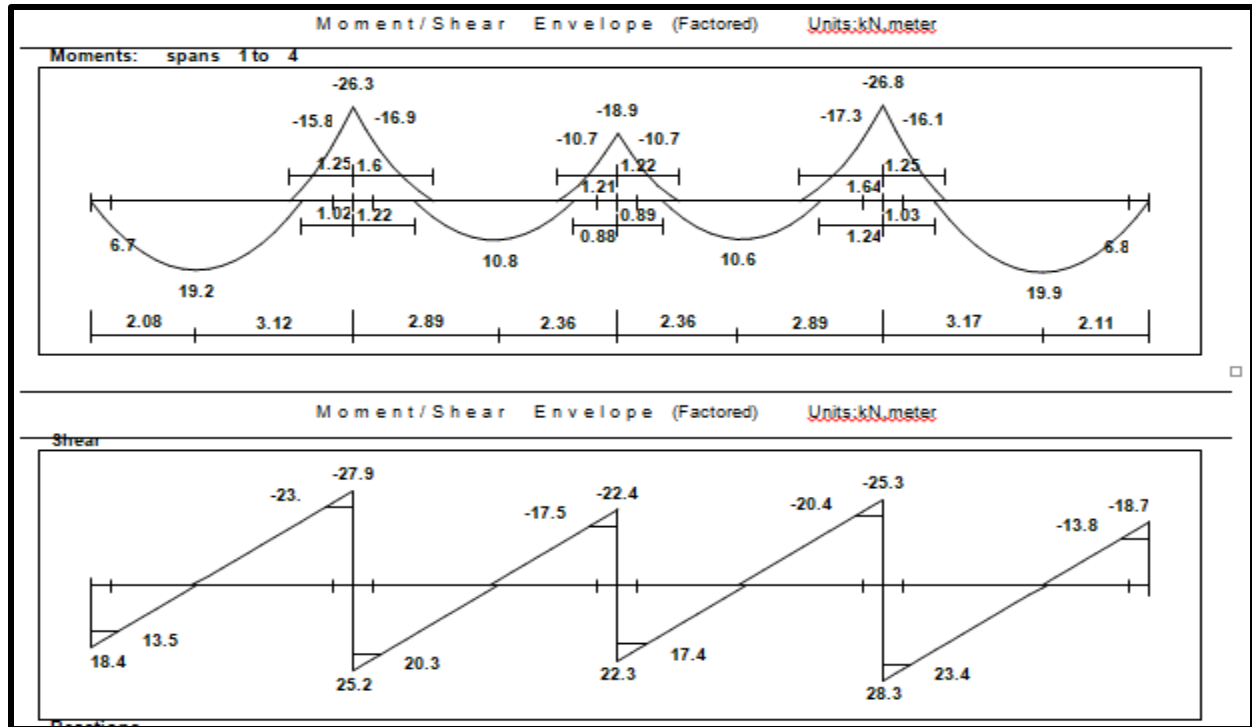 Moment/Shear Envelope (Factored) Units:kN,meter
Moments: spans 1 to 4
-26.3 -26.8
-18.9
-15.8 -16.9 -17.3 -16.1
-10.7 -10.7
1.25 1.6 1.22 1.25
1.21 1.64
1.02 1.22 0.89 1.03
0.88 1.24
6.7 6.8
10.8 10.6
19.2 19.9
2.08 3.12 2.89 2.36 2.36 2.89 3.17 2.11
Moment/Shear Envelope (Factored) Units:kN,meter
Shear
-27.9 -25.3
-23. -22.4 -20.4 -18.7
-17.5 -13.8
13.5 20.3 17.4 23.4
18.4 25.2 22.3 28.3
Reactions